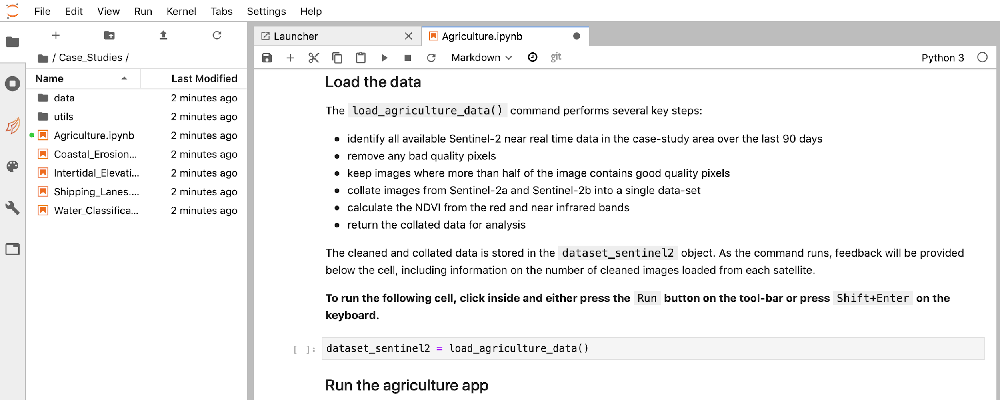 File Edit View Run Kernel Tabs Settings Help
/ Case_Studies /
Name Last Modified
data 2 minutes ago
utils 2 minutes ago
Agriculture.ipynb 2 minutes ago
Coastal_Erosion... 2 minutes ago
Intertidal_Elevati... 2 minutes ago
Shipping_Lanes.... 2 minutes ago
Water_Classifica... 2 minutes ago
Launcher
Agriculture.ipynb
Markdown
git
Python 3
Load the data
The load_agriculture_data() command performs several key steps:
• identify all available Sentinel-2 near real time data in the case-study area over the last 90 days
• remove any bad quality pixels
• keep images where more than half of the image contains good quality pixels
• collate images from Sentinel-2a and Sentinel-2b into a single data-set
• calculate the NDVI from the red and near infrared bands
• return the collated data for analysis
The cleaned and collated data is stored in the dataset_sentinel2 object. As the command runs, feedback will be provided
below the cell, including information on the number of cleaned images loaded from each satellite.
To run the following cell, click inside and either press the Run button on the tool-bar or press Shift+Enter on the
keyboard.
[ ]: dataset_sentinel2 = load_agriculture_data()
Run the agriculture app